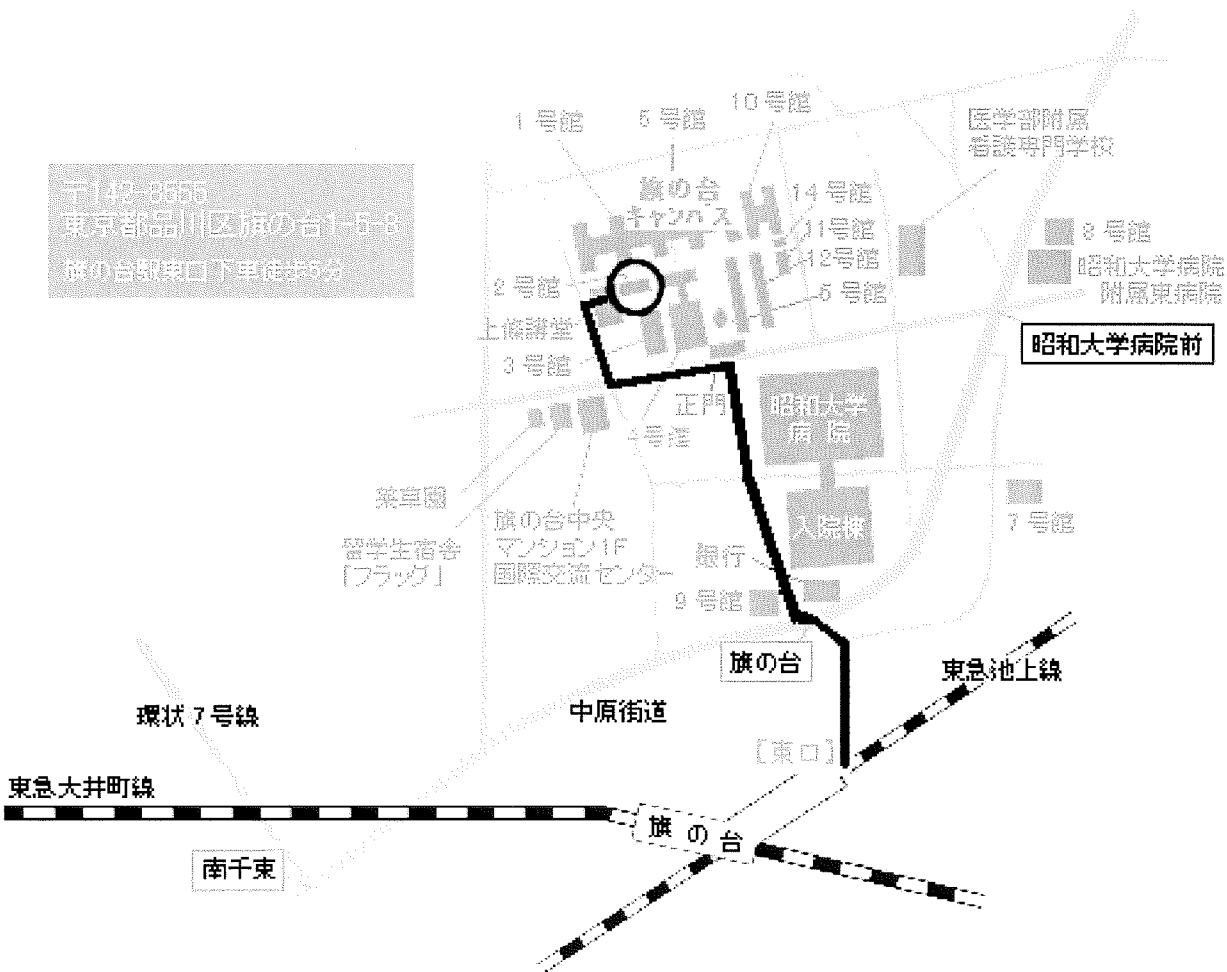 10 号館
1 号館
5 号館
医学部附属
看護専門学校
〒142-8555
東京都品川区旗の台1-5-8
旗の台駅東口下車徒歩5分
旗の台
キャンパス
14 号館
11号館
12号館
8 号館
昭和大学病院
附属東病院
2 号館
6 号館
上條講堂
昭和大学病院前
3 号館
正門
昭和大学
病 院
4号館
薬草園
旗の台中央
マンション1F
国際交流センター
留学生宿舎
「フラッグ」
入院棟
7 号館
銀行
9 号館
旗の台
東急池上線
環状 7 号線
中原街道
[東口]
東急大井町線
旗 の 台
南千束